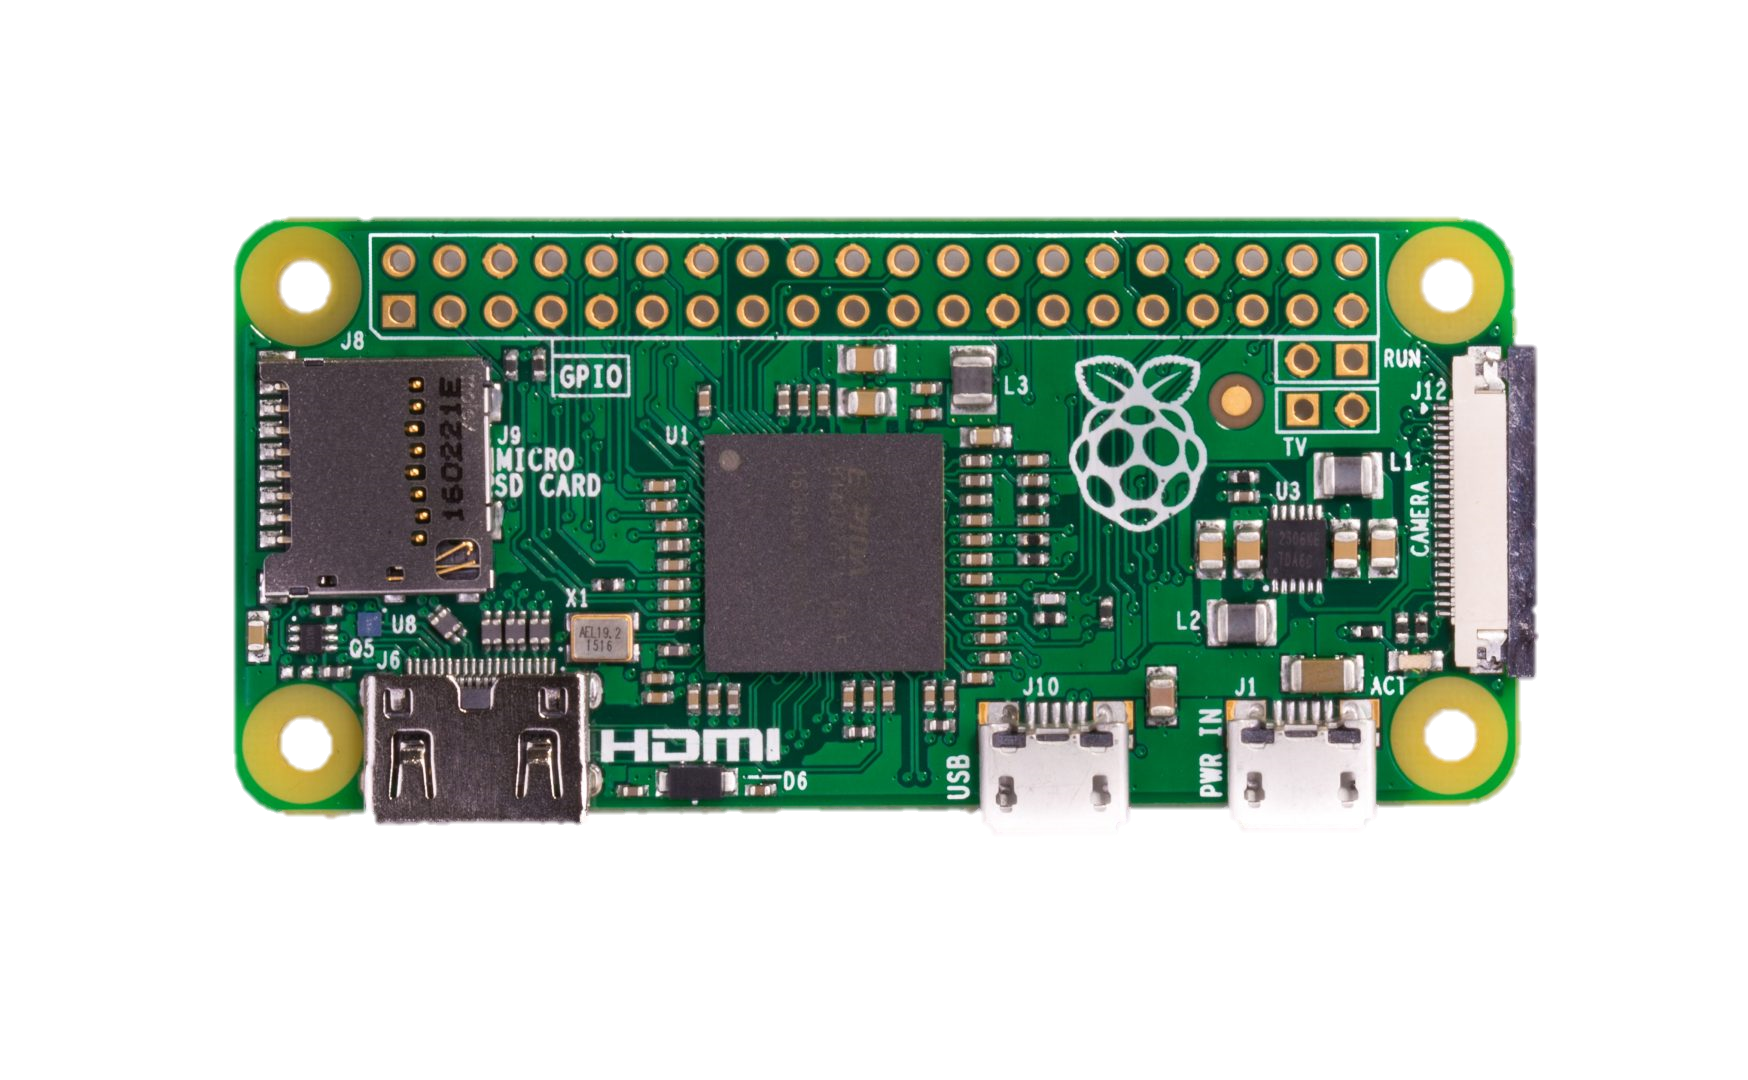 J8
GPIO
RUN
J12
L3
U1
J9
MICRO
SD CARD
160221E
TV
L1
U3
CAMERA
X1
AEL19.2
1516
U8
Q5
J6
L2
J10
J1
ACT
HDMI
D6
USB
PWR IN